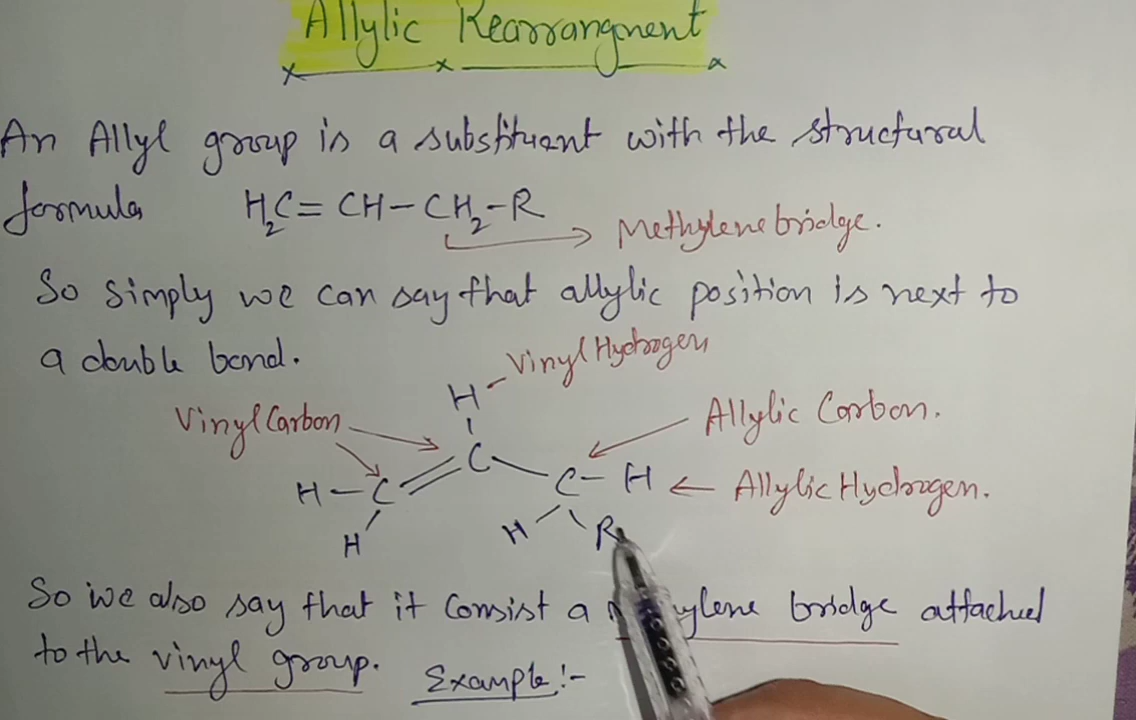 Allylic Rearrangment
An Allyl group is a substituent with the structural
formula H₂C = CH - CH₂ - R
Methylene bridge.
So simply we can say that allylic position is next to
a double bond.
Vinyl Hydrogen
H
Vinyl Carbon
Allylic Carbon.
C
H - C
C - H
Allylic Hydrogen.
H
H
R
So we also say that it consist a ylene bridge attached
to the vinyl group. Example :-